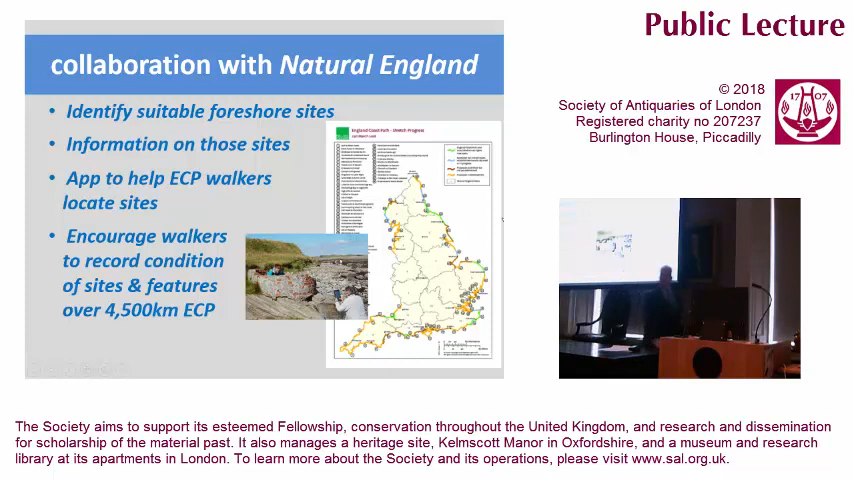 Public Lecture
collaboration with Natural England
• Identify suitable foreshore sites
• Information on those sites
• App to help ECP walkers
locate sites
• Encourage walkers
to record condition
of sites & features
over 4,500km ECP
England Coast Path - Stretch Progress
© 2018
Society of Antiquaries of London
Registered charity no 207237
Burlington House, Piccadilly
17 07
The Society aims to support its esteemed Fellowship, conservation throughout the United Kingdom, and research and dissemination
for scholarship of the material past. It also manages a heritage site, Kelmscott Manor in Oxfordshire, and a museum and research
library at its apartments in London. To learn more about the Society and its operations, please visit www.sal.org.uk.